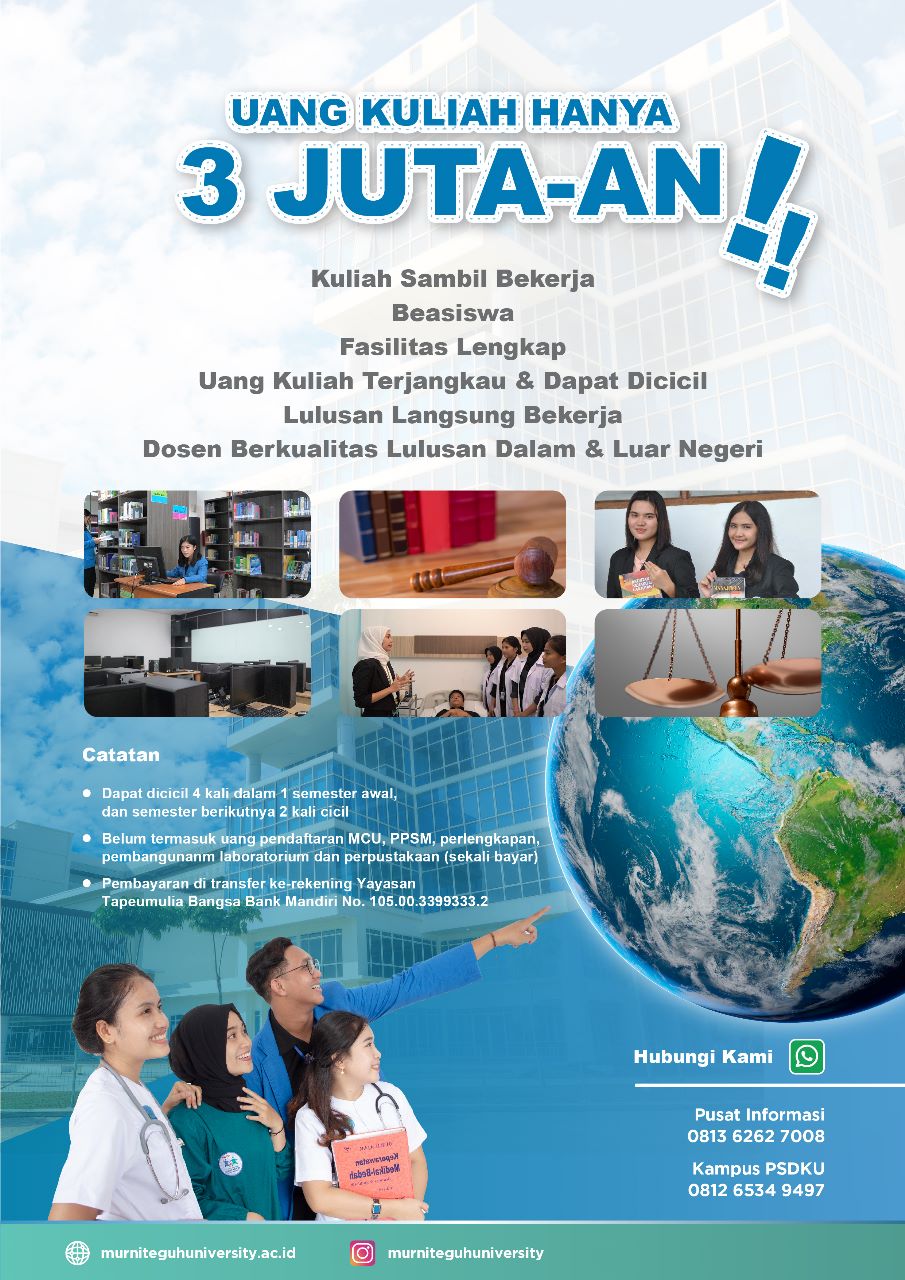 UANG KULIAH HANYA
3 JUTA-AN!!
Kuliah Sambil Bekerja
Beasiswa
Fasilitas Lengkap
Uang Kuliah Terjangkau & Dapat Dicicil
Lulusan Langsung Bekerja
Dosen Berkualitas Lulusan Dalam & Luar Negeri
Catatan
Dapat dicicil 4 kali dalam 1 semester awal,
dan semester berikutnya 2 kali cicil
Belum termasuk uang pendaftaran MCU, PPSM, perlengkapan,
pembangunanm laboratorium dan perpustakaan (sekali bayar)
Pembayaran di transfer ke-rekening Yayasan
Tapeumulia Bangsa Bank Mandiri No. 105.00.3399333.2
Keperawatan
Medikal-Bedah
Hubungi Kami
Pusat Informasi
0813 6262 7008
Kampus PSDKU
0812 6534 9497
murniteguhuniversity.ac.id
murniteguhuniversity